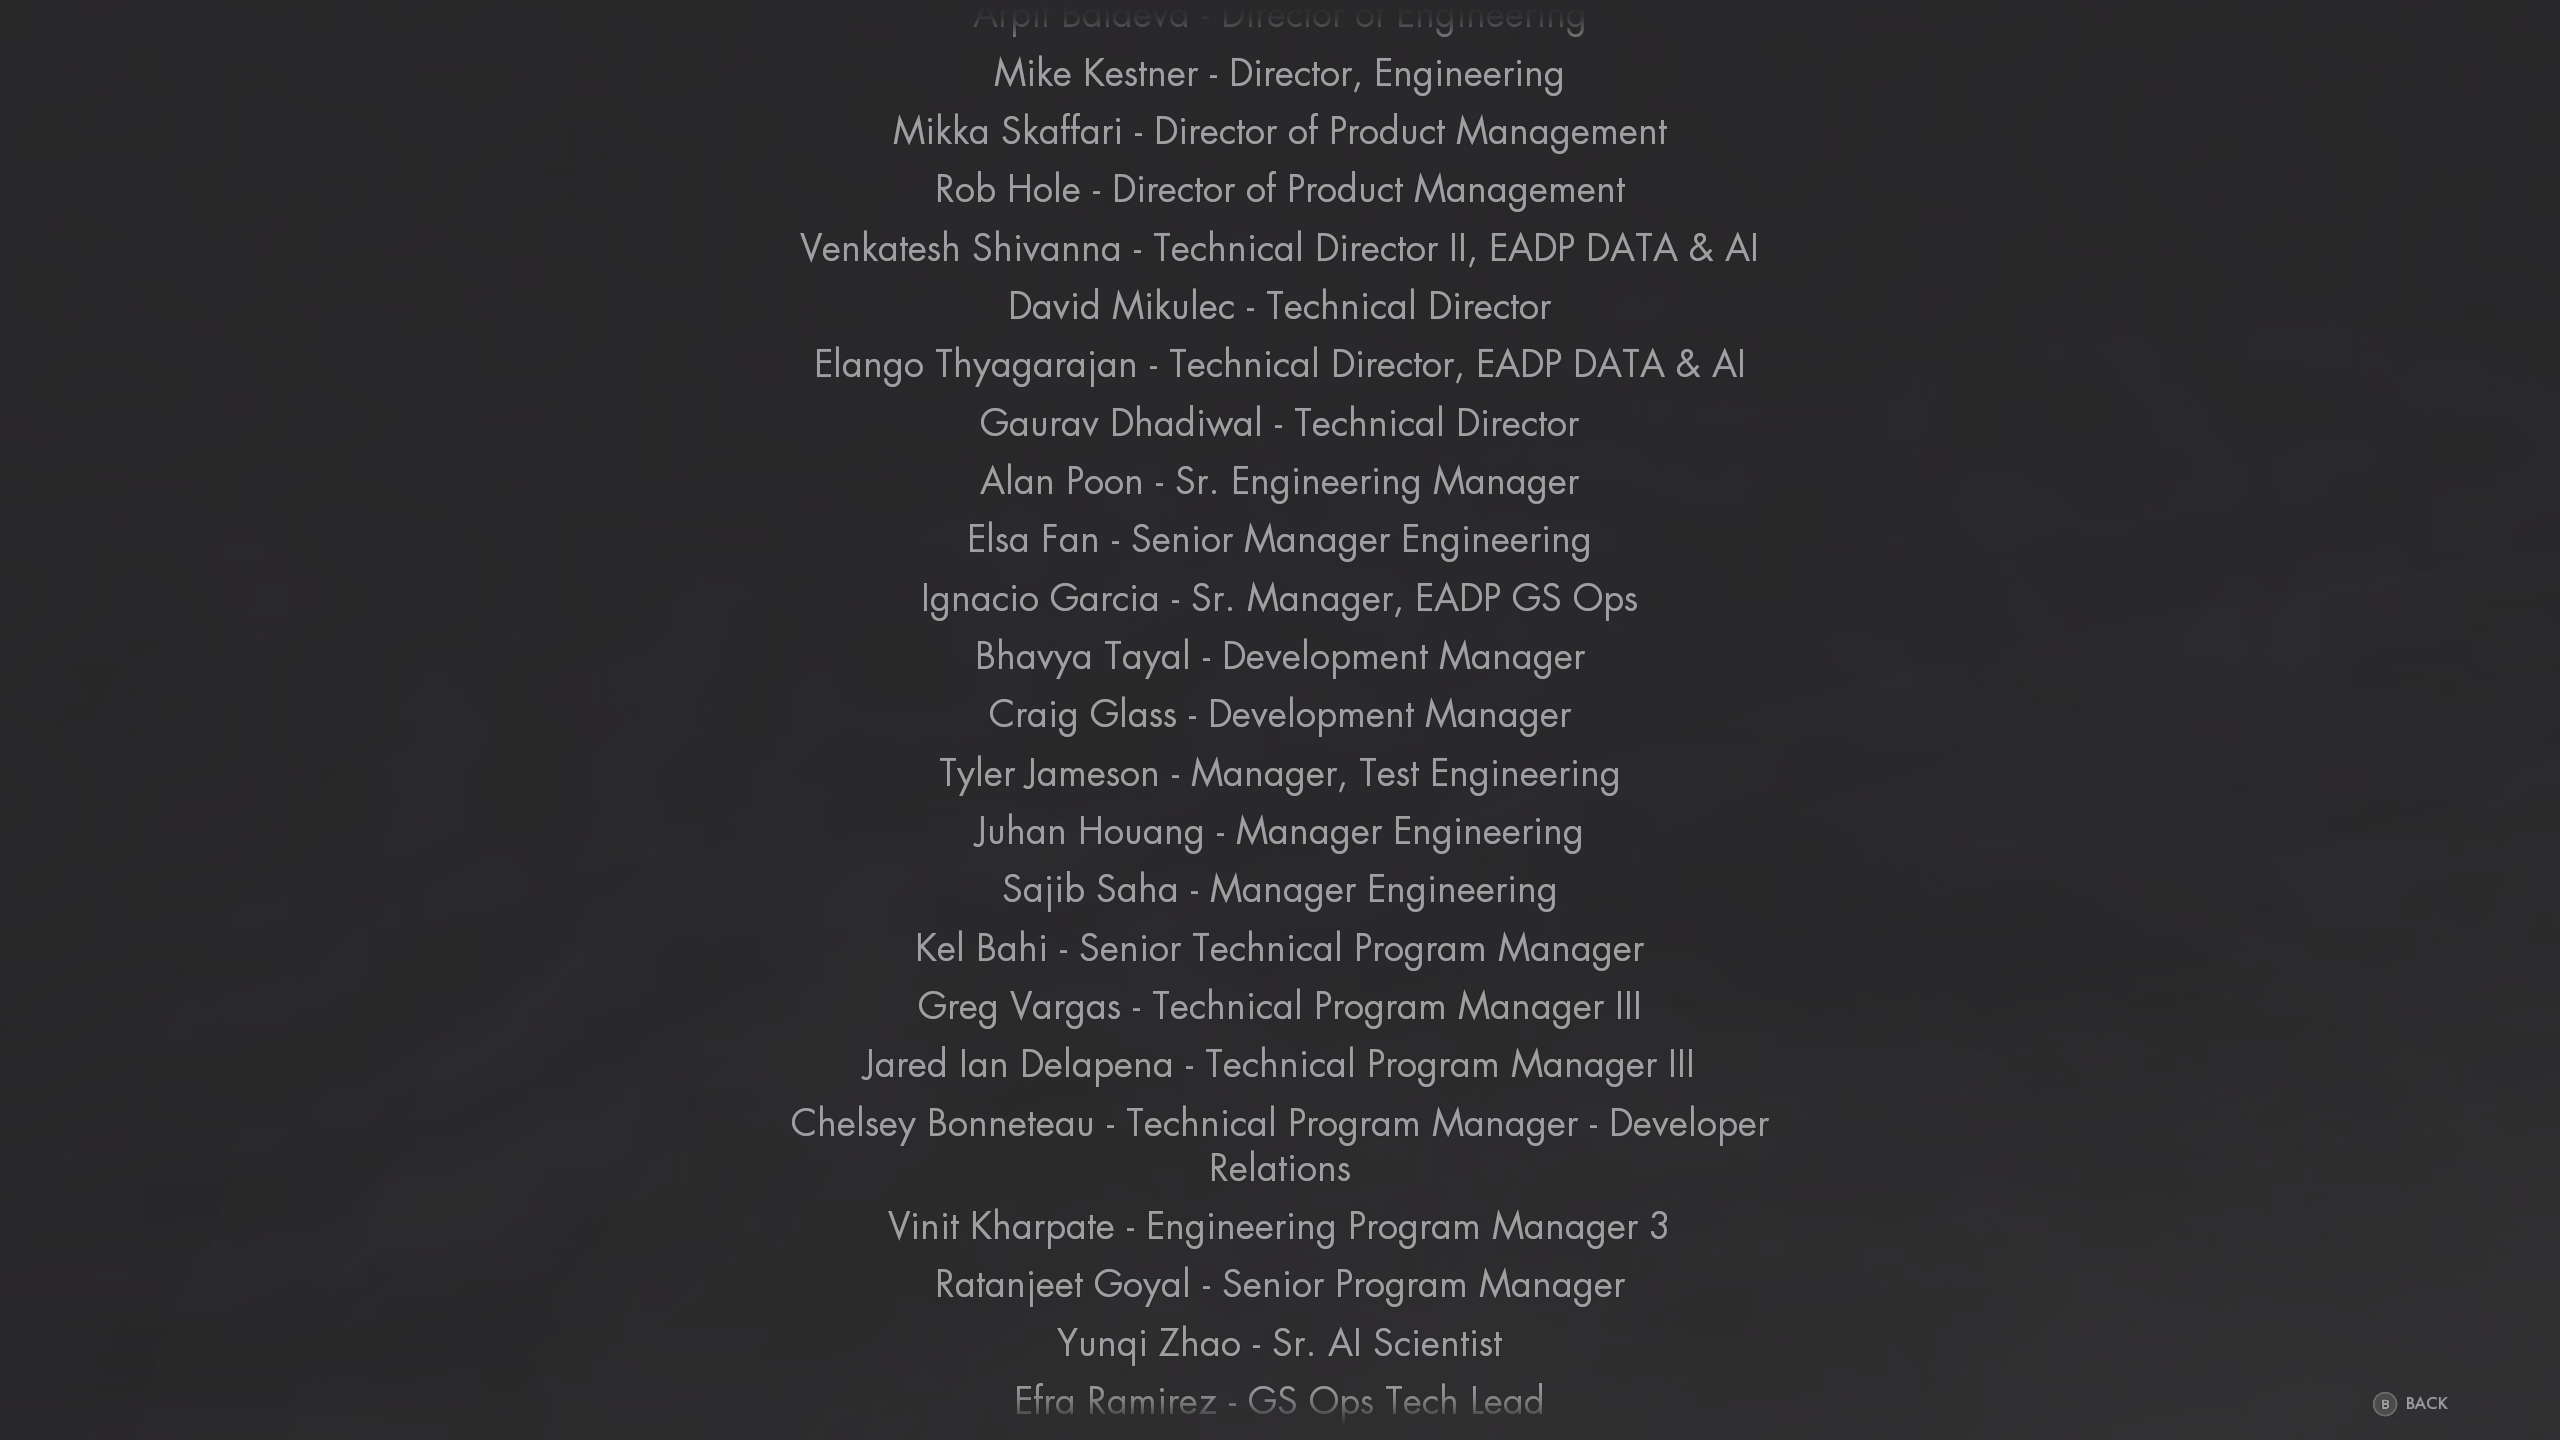 Arpit Baldeva - Director of Engineering
Mike Kestner - Director, Engineering
Mikka Skaffari - Director of Product Management
Rob Hole - Director of Product Management
Venkatesh Shivanna - Technical Director II, EADP DATA & AI
David Mikulec - Technical Director
Elango Thyagarajan - Technical Director, EADP DATA & AI
Gaurav Dhadiwal - Technical Director
Alan Poon - Sr. Engineering Manager
Elsa Fan - Senior Manager Engineering
Ignacio Garcia - Sr. Manager, EADP GS Ops
Bhavya Tayal - Development Manager
Craig Glass - Development Manager
Tyler Jameson - Manager, Test Engineering
Juhan Houang - Manager Engineering
Sajib Saha - Manager Engineering
Kel Bahi - Senior Technical Program Manager
Greg Vargas - Technical Program Manager III
Jared Ian Delapena - Technical Program Manager III
Chelsey Bonneteau - Technical Program Manager - Developer
Relations
Vinit Kharpate - Engineering Program Manager 3
Ratanjeet Goyal - Senior Program Manager
Yunqi Zhao - Sr. AI Scientist
Efra Ramirez - GS Ops Tech Lead
B BACK